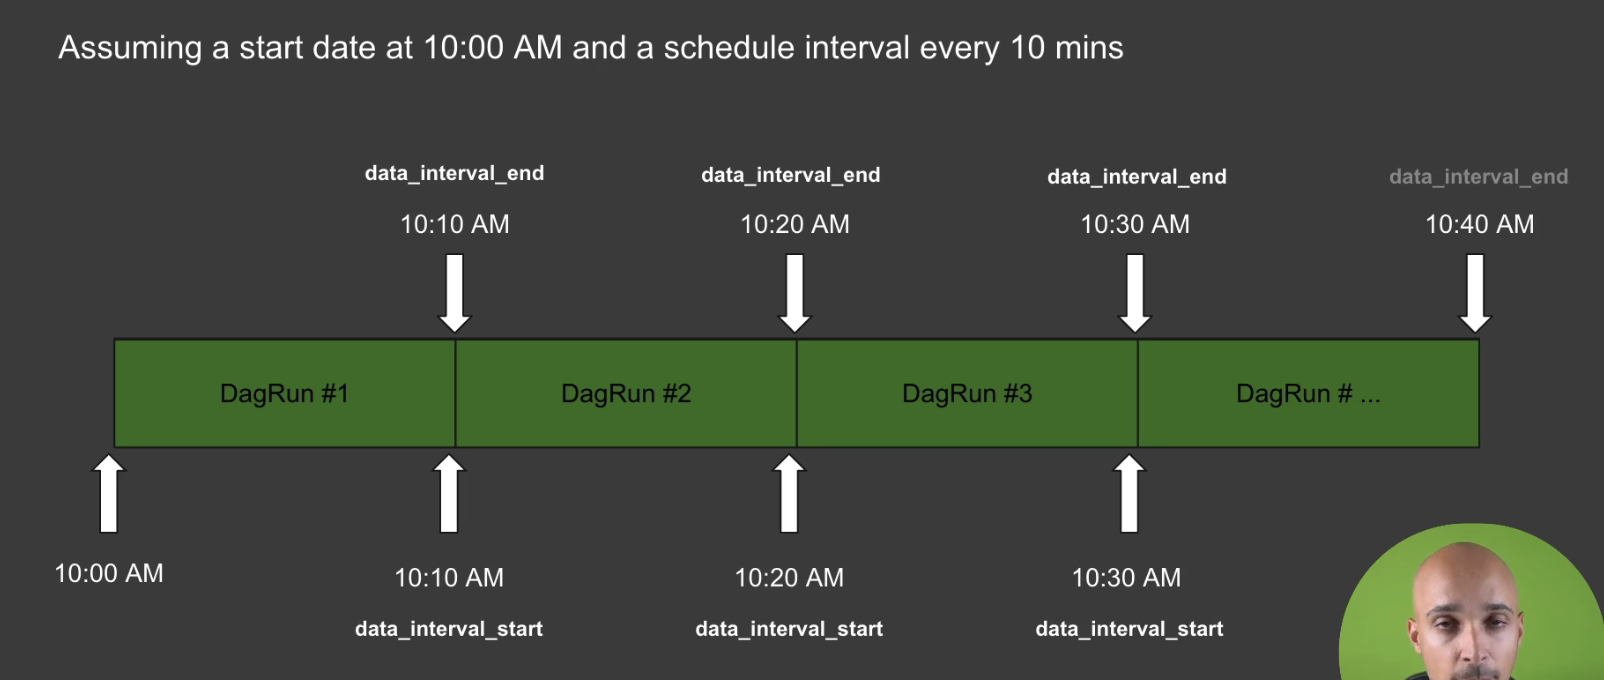 Assuming a start date at 10:00 AM and a schedule interval every 10 mins
data_interval_end data_interval_end data_interval_end data_interval_end
10:10 AM 10:20 AM 10:30 AM 10:40 AM
DagRun #1 DagRun #2 DagRun #3 DagRun # ...
10:00 AM 10:10 AM 10:20 AM 10:30 AM
data_interval_start data_interval_start data_interval_start